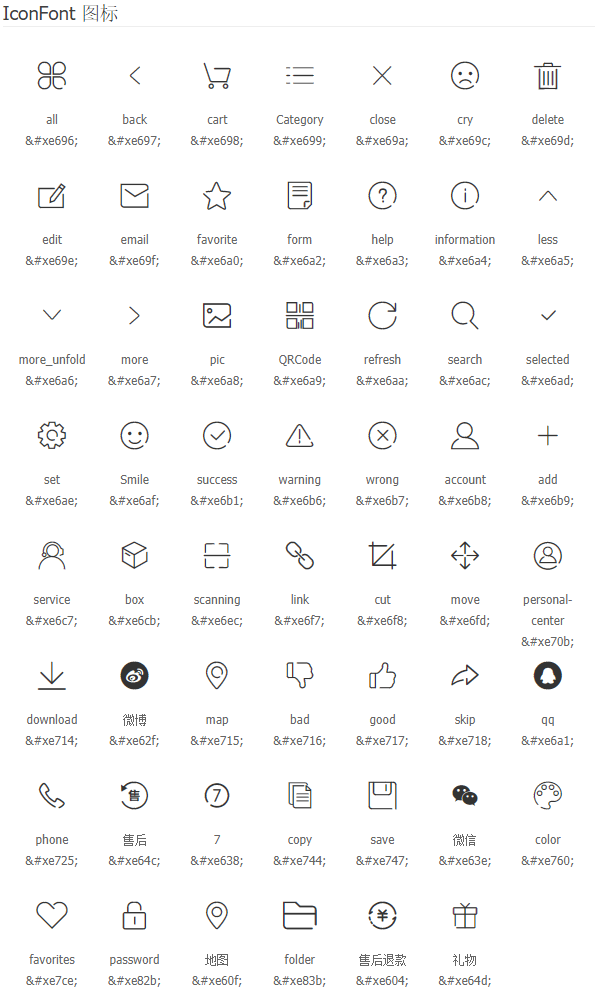 IconFont 图标
all back cart Category close cry delete
&#xe696; &#xe697; &#xe698; &#xe699; &#xe69a; &#xe69c; &#xe69d;
edit email favorite form help information less
&#xe69e; &#xe69f; &#xe6a0; &#xe6a2; &#xe6a3; &#xe6a4; &#xe6a5;
more_unfold more pic QRCode refresh search selected
&#xe6a6; &#xe6a7; &#xe6a8; &#xe6a9; &#xe6aa; &#xe6ac; &#xe6ad;
set Smile success warning wrong account add
&#xe6ae; &#xe6af; &#xe6b1; &#xe6b6; &#xe6b7; &#xe6b8; &#xe6b9;
service box scanning link cut move personal-
&#xe6c7; &#xe6cb; &#xe6ec; &#xe6f7; &#xe6f8; &#xe6fd; center
&#xe70b;
download 微博 map bad good skip qq
&#xe714; &#xe62f; &#xe715; &#xe716; &#xe717; &#xe718; &#xe6a1;
售 7
phone 售后 7 copy save 微信 color
&#xe725; &#xe64c; &#xe638; &#xe744; &#xe747; &#xe63e; &#xe760;
¥
favorites password 地图 folder 售后退款 礼物
&#xe7ce; &#xe82b; &#xe60f; &#xe83b; &#xe604; &#xe64d;